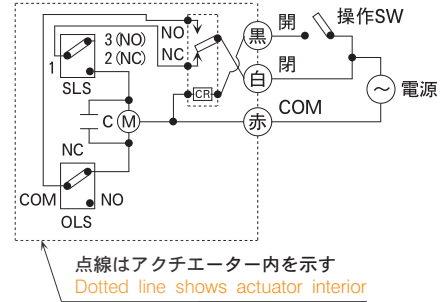 操作SW
黒
開
3 (NO)
NO
2 (NC)
NC
1
白
閉
SLS
CR
電源
C
M
赤
COM
NC
COM
NO
OLS
点線はアクチエーター内を示す
Dotted line shows actuator interior